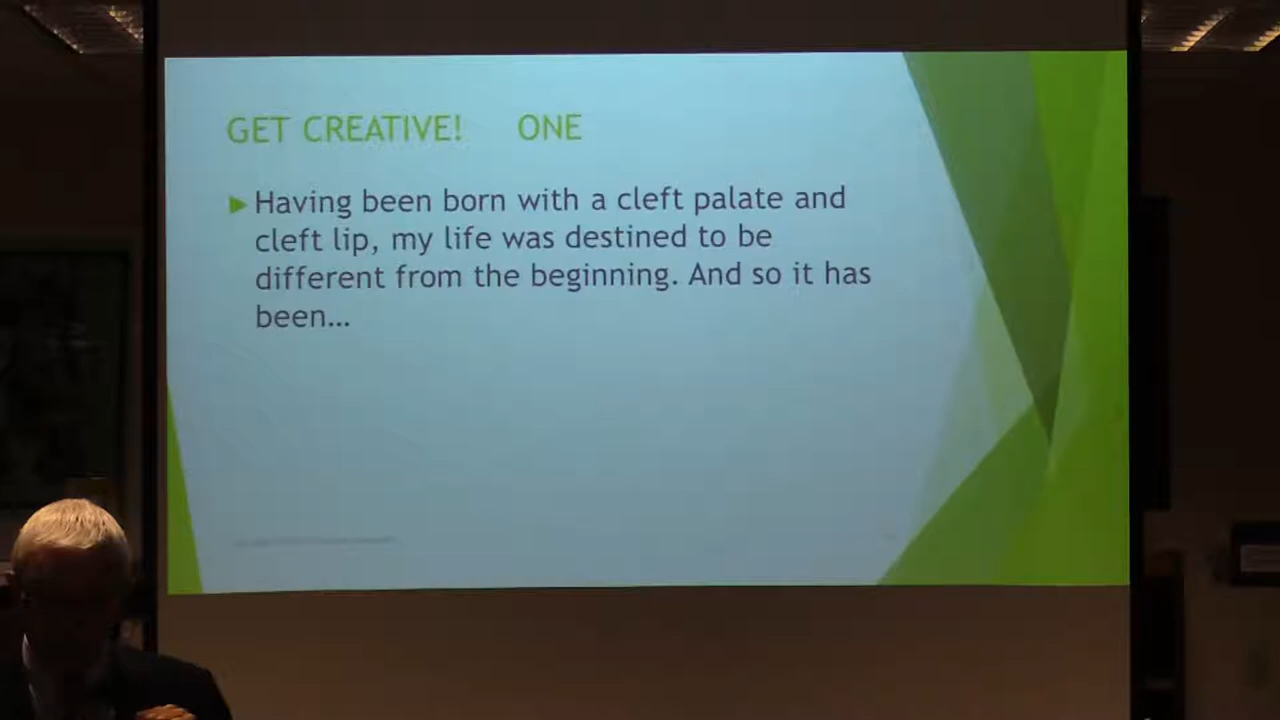 GET CREATIVE! ONE
Having been born with a cleft palate and
cleft lip, my life was destined to be
different from the beginning. And so it has
been...